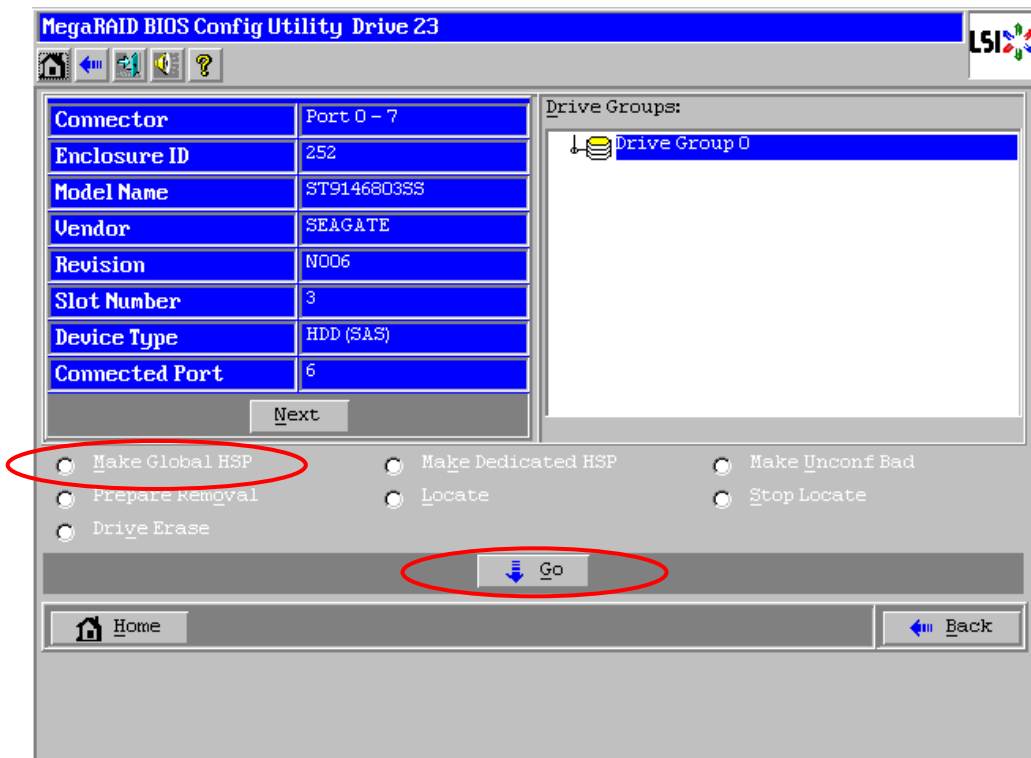 MegaRAID BIOS Config Utility Drive 23
LSI
Connector Port 0 - 7
Enclosure ID 252
Model Name ST9146803SS
Vendor SEAGATE
Revision N006
Slot Number 3
Device Type HDD (SAS)
Connected Port 6
Next
Drive Groups:
Drive Group 0
Make Global HSP Make Dedicated HSP Make Unconf Bad
Prepare Removal Locate Stop Locate
Drive Erase
Go
Home Back